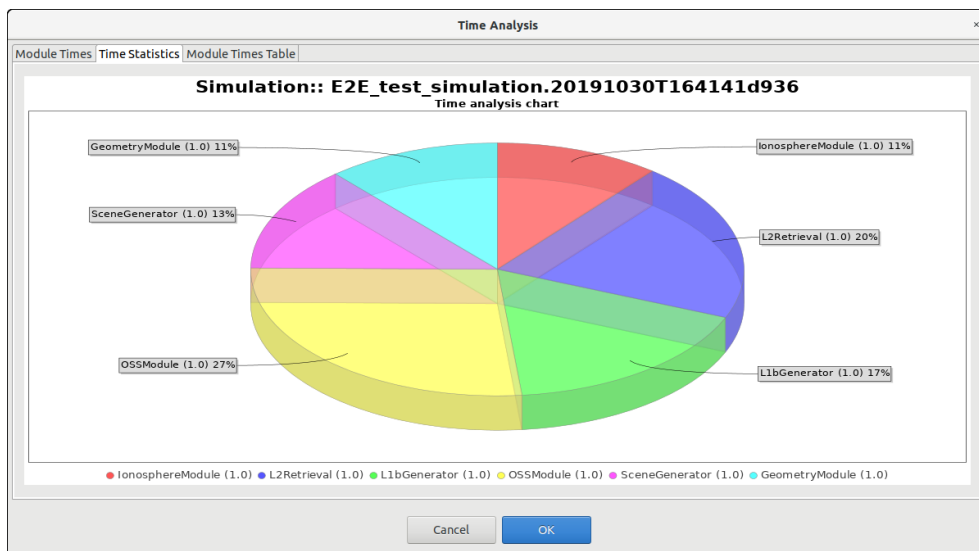 Time Analysis
×
Module Times Time Statistics Module Times Table
Simulation:: E2E_test_simulation.20191030T164141d936
Time analysis chart
GeometryModule (1.0) 11%
IonosphereModule (1.0) 11%
SceneGenerator (1.0) 13%
L2Retrieval (1.0) 20%
OSSModule (1.0) 27%
L1bGenerator (1.0) 17%
IonosphereModule (1.0) L2Retrieval (1.0) L1bGenerator (1.0) OSSModule (1.0) SceneGenerator (1.0) GeometryModule (1.0)
Cancel OK